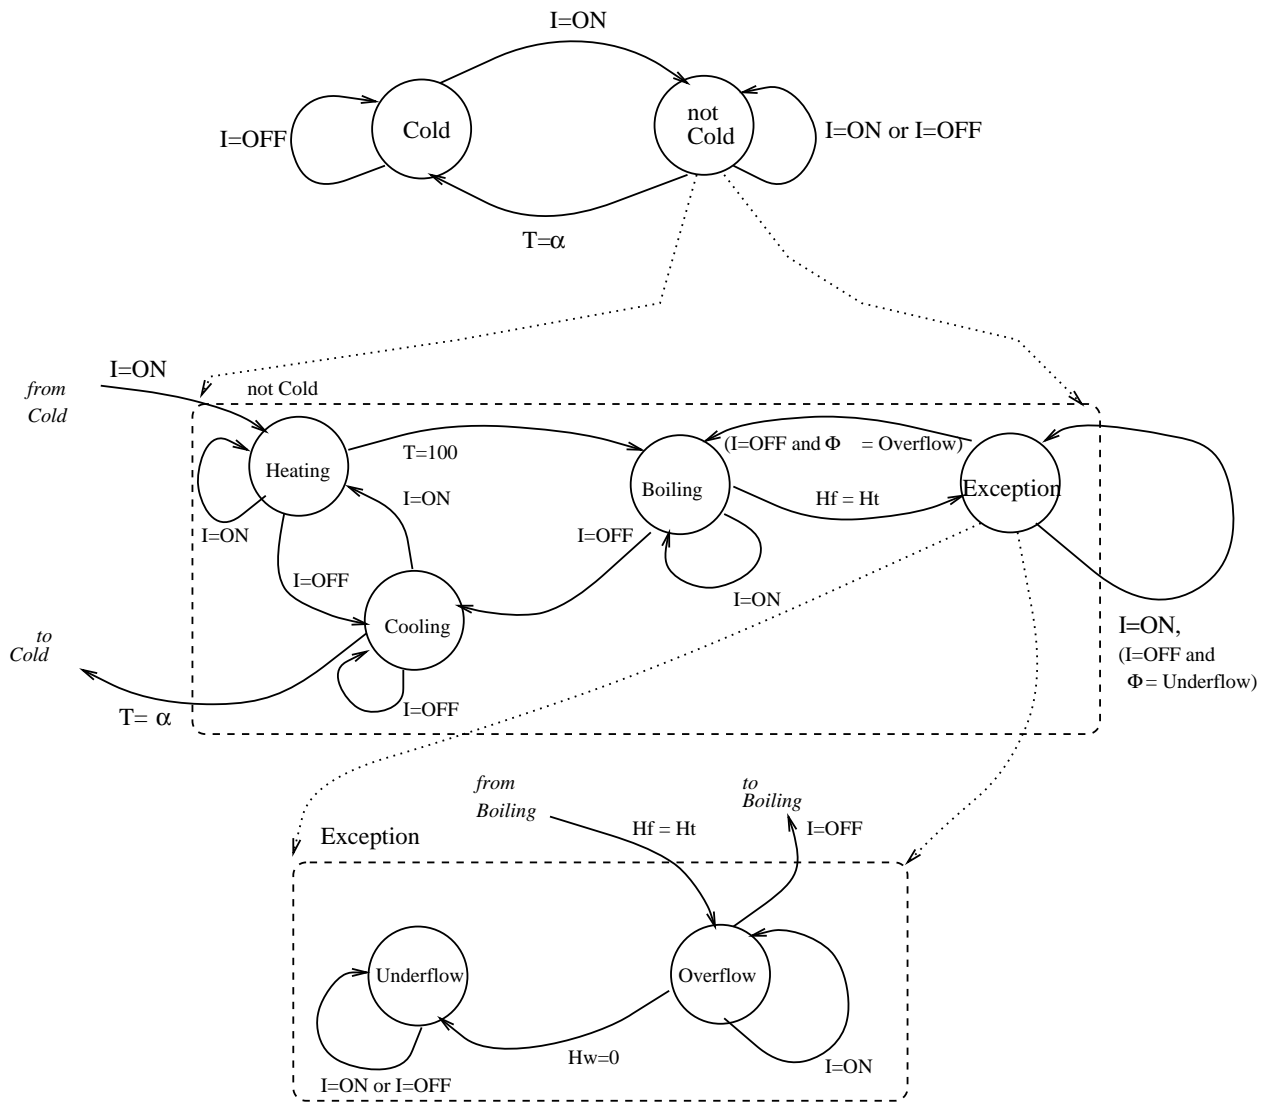 I=ON
Cold
not
Cold
I=OFF
I=ON or I=OFF
T=α
I=ON
from
Cold
not Cold
Heating
T=100
(I=OFF and Φ = Overflow)
Boiling
Exception
I=ON
Hf = Ht
I=ON
I=OFF
I=OFF
I=ON
Cooling
to
Cold
I=ON,
(I=OFF and
Φ = Underflow)
I=OFF
T= α
from
Boiling
to
Boiling
Hf = Ht
I=OFF
Exception
Underflow
Overflow
Hw=0
I=ON
I=ON or I=OFF